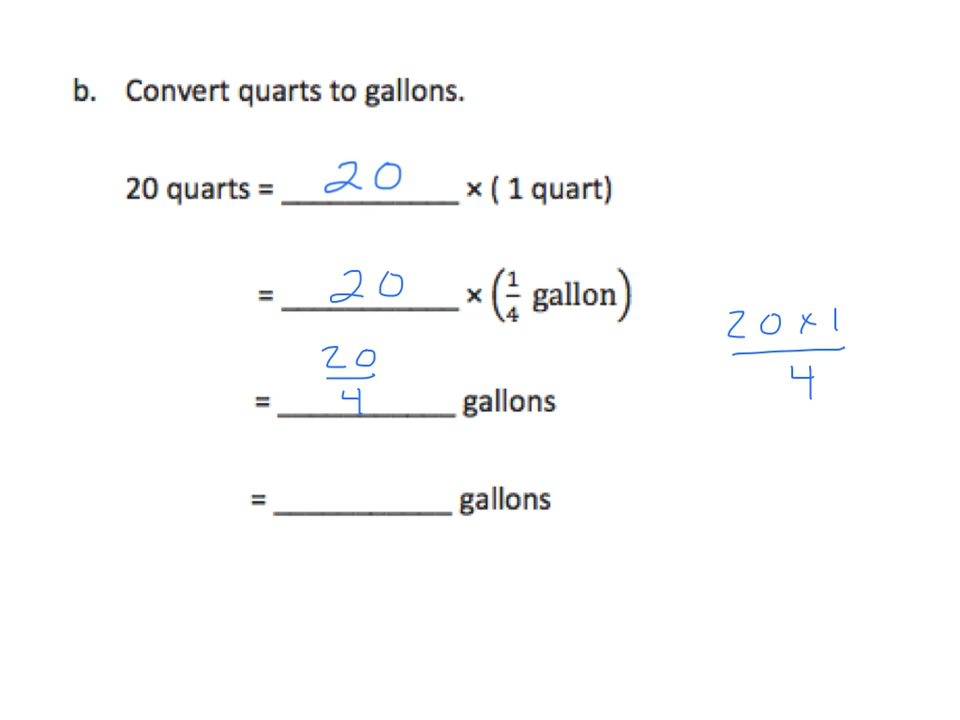 b. Convert quarts to gallons.
20 quarts = 20 × ( 1 quart)
= 20 × (1/4 gallon)
20 × 1 / 4
= 20/4 gallons
= ____________ gallons